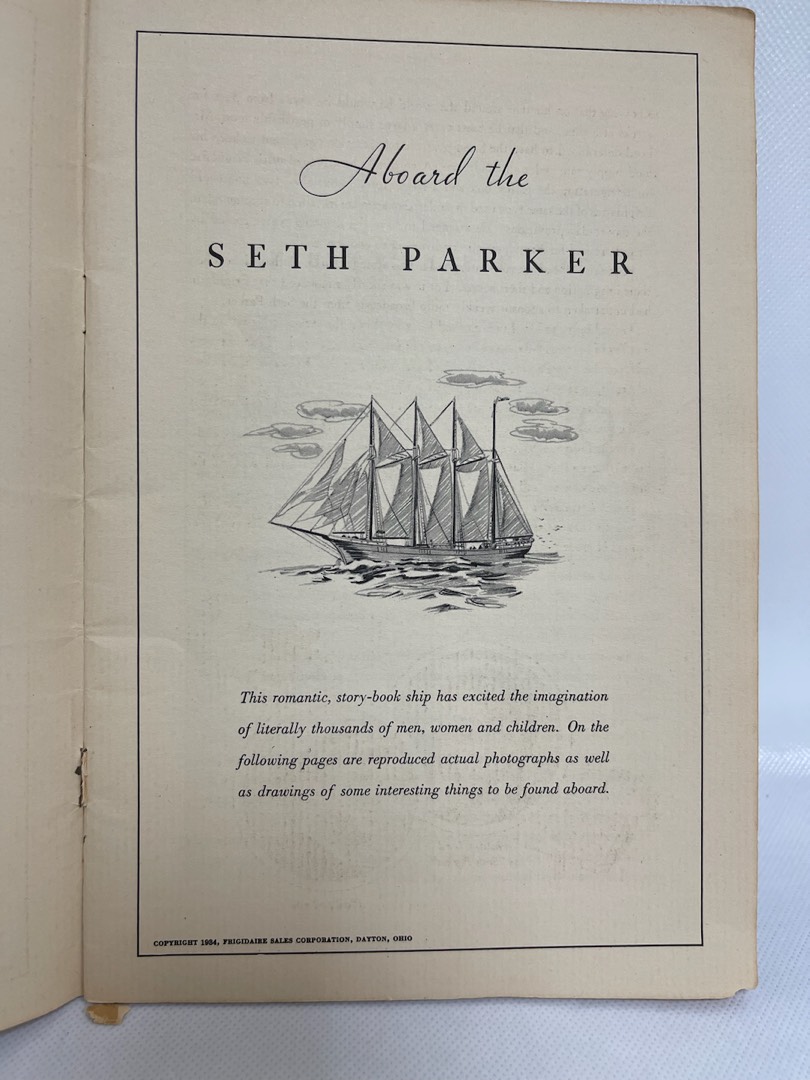 Aboard the
SETH PARKER
This romantic, story-book ship has excited the imagination
of literally thousands of men, women and children. On the
following pages are reproduced actual photographs as well
as drawings of some interesting things to be found aboard.
COPYRIGHT 1934, FRIGIDAIRE SALES CORPORATION, DAYTON, OHIO